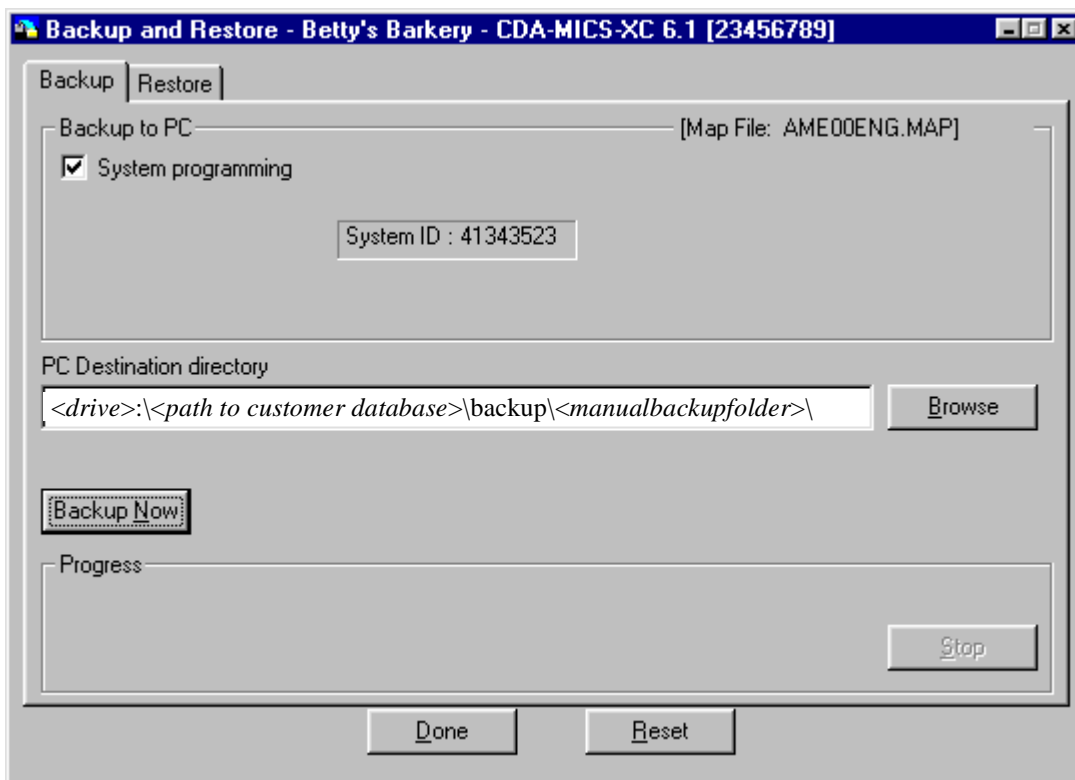 Backup and Restore - Betty's Barkery - CDA-MICS-XC 6.1 [23456789]
Backup Restore
Backup to PC [Map File: AME00ENG.MAP]
System programming
System ID : 41343523
PC Destination directory
<drive>:\<path to customer database>\backup\<manualbackupfolder>\ Browse
Backup Now
Progress
Stop
Done Reset